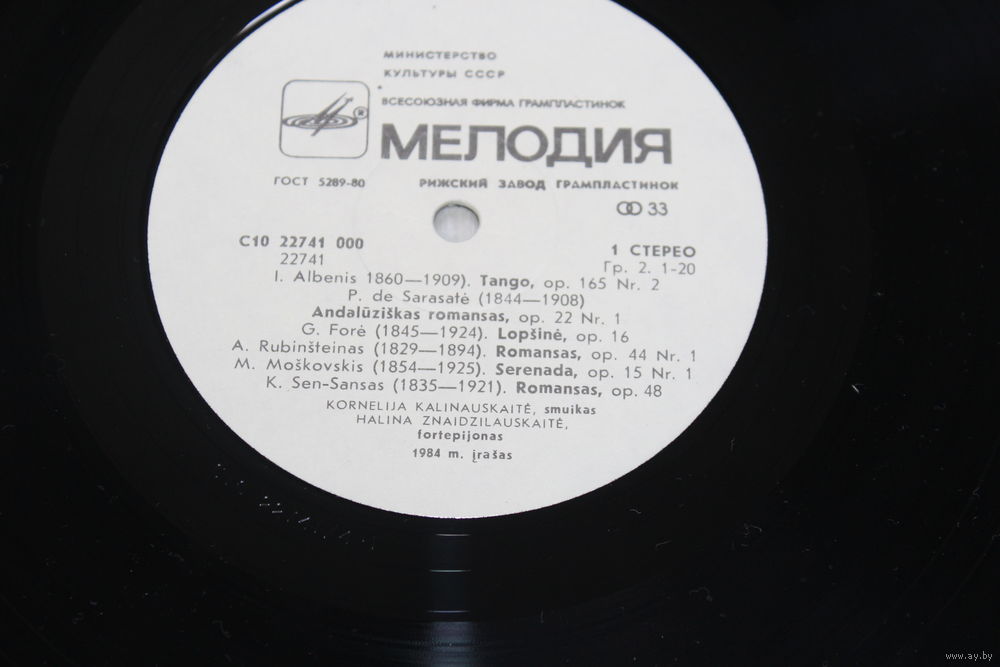 МИНИСТЕРСТВО
КУЛЬТУРЫ СССР
ВСЕСОЮЗНАЯ ФИРМА ГРАМПЛАСТИНОК
®
МЕЛОДИЯ
ГОСТ 5289-80 РИЖСКИЙ ЗАВОД ГРАМПЛАСТИНОК
33
С10 22741 000 1 СТЕРЕО
22741 Гр. 2. 1-20
I. Albenis 1860—1909). Tango, op. 165 Nr. 2
P. de Sarasatė (1844—1908)
Andalūziškas romansas, op. 22 Nr. 1
G. Forė (1845—1924). Lopšinė, op. 16
A. Rubinšteinas (1829—1894). Romansas, op. 44 Nr. 1
M. Moškovskis (1854—1925). Serenada, op. 15 Nr. 1
K. Sen-Sansas (1835—1921). Romansas, op. 48
KORNELIJA KALINAUSKAITĖ, smuikas
HALINA ZNAIDZILAUSKAITĖ,
fortepijonas
1984 m. įrašas
www.ay.by